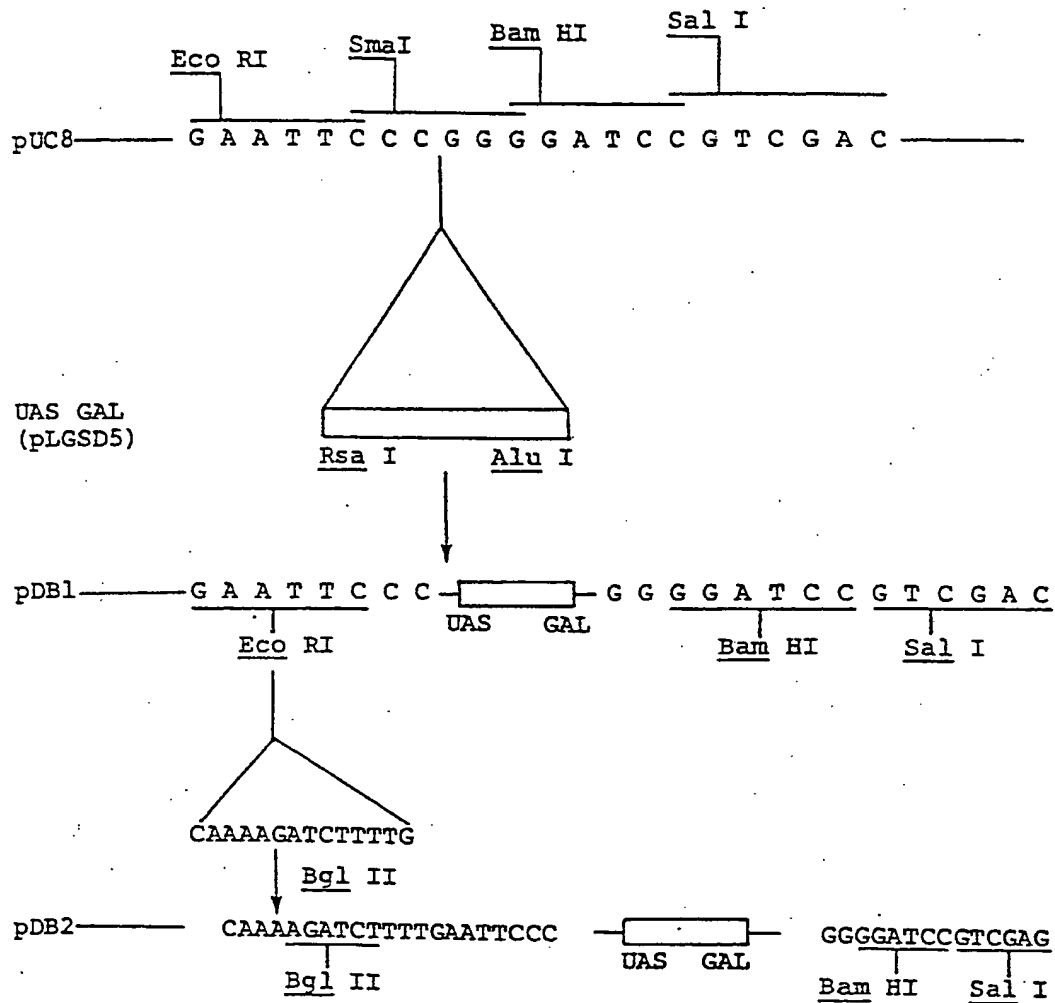 Sal I
Bam HI
SmaI
Eco RI
pUC8 G A A T T C C C G G G G A T C C G T C G A C
UAS GAL
(pLGSD5)
Rsa I Alu I
pDB1 G A A T T C C C G G G G A T C C G T C G A C
UAS GAL
Eco RI Bam HI Sal I
CAAAAGATCTTTTG
Bgl II
pDB2 CAAAAGATCTTTTGAATTCCC GGGGATCCGTCGAG
UAS GAL
Bgl II Bam HI Sal I